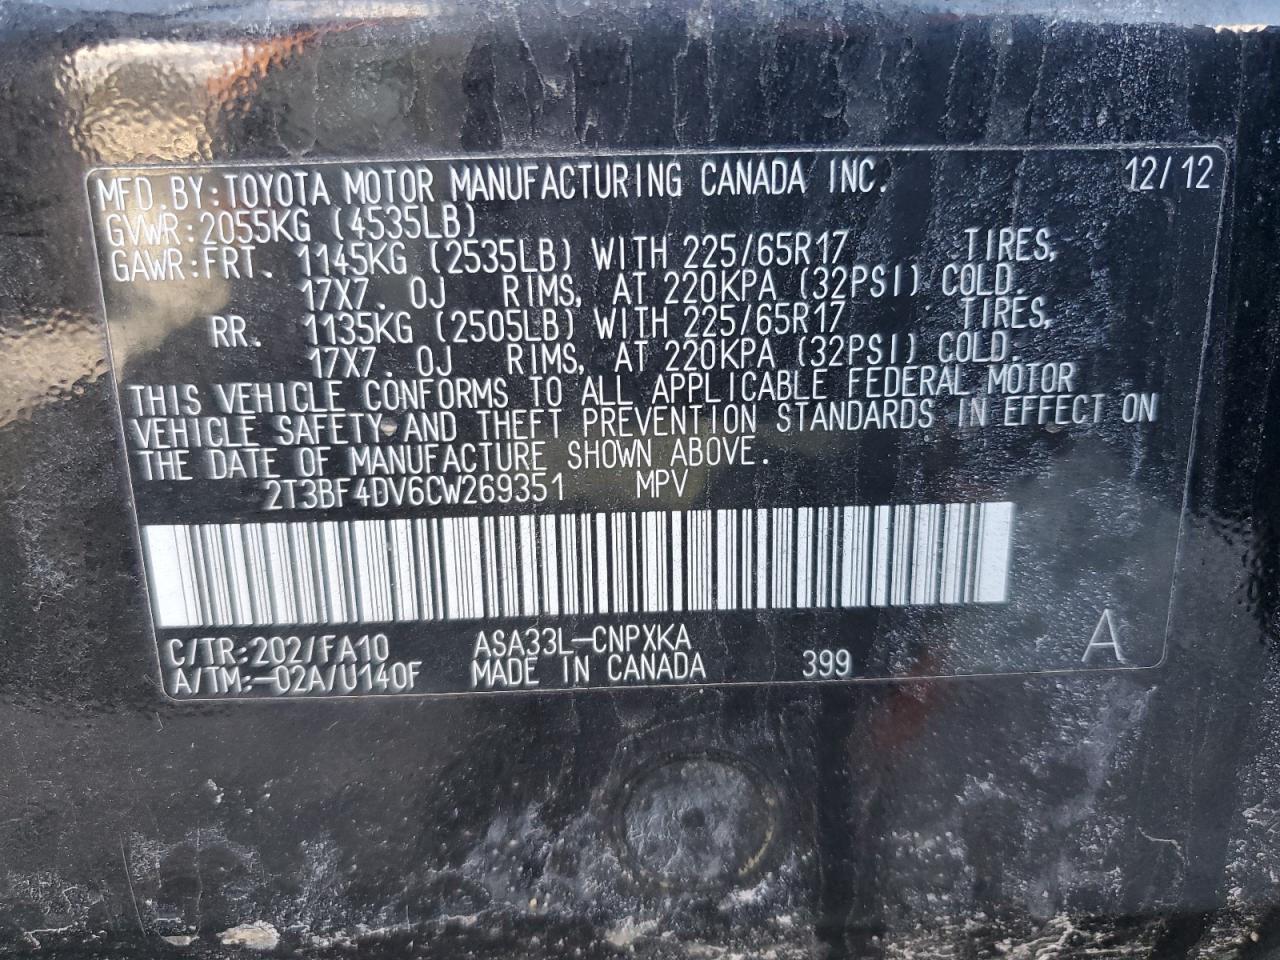 MFD.BY:TOYOTA MOTOR MANUFACTURING CANADA INC. 12/12
GVWR:2055KG (4535LB)
GAWR:FRT. 1145KG (2535LB) WITH 225/65R17 TIRES,
17X7.0J RIMS, AT 220KPA (32PSI) COLD.
RR. 1135KG (2505LB) WITH 225/65R17 TIRES,
17X7.0J RIMS, AT 220KPA (32PSI) COLD.
THIS VEHICLE CONFORMS TO ALL APPLICABLE FEDERAL MOTOR
VEHICLE SAFETY AND THEFT PREVENTION STANDARDS IN EFFECT ON
THE DATE OF MANUFACTURE SHOWN ABOVE.
2T3BF4DV6CW269351 MPV
C/TR:202/FA10 ASA33L-CNPXKA A
A/TM:-02A/U140F MADE IN CANADA 399